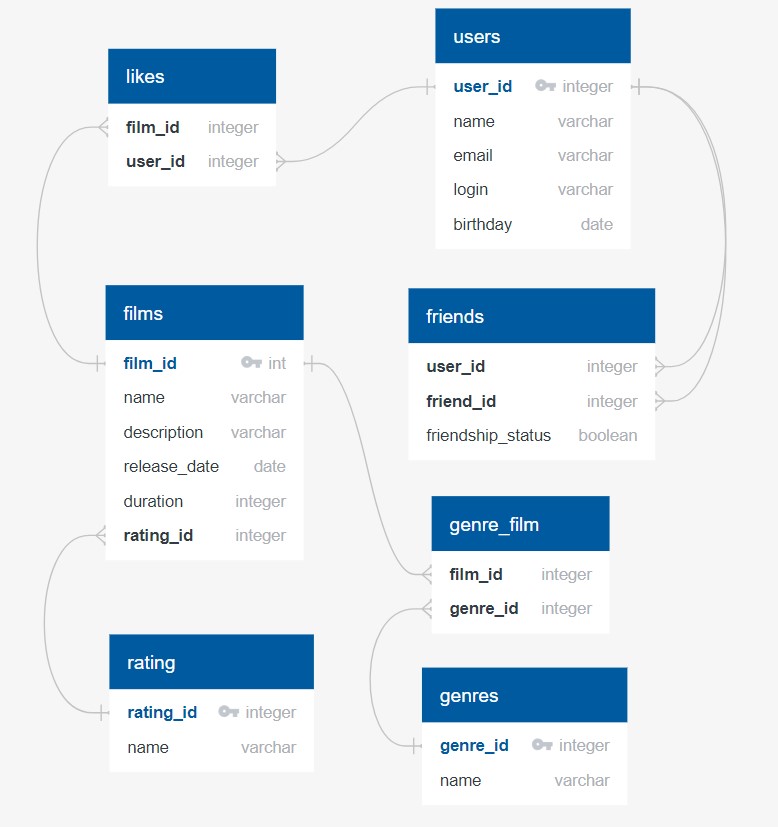 likes
film_id integer
user_id integer
users
user_id integer
name varchar
email varchar
login varchar
birthday date
films
film_id int
name varchar
description varchar
release_date date
duration integer
rating_id integer
friends
user_id integer
friend_id integer
friendship_status boolean
genre_film
film_id integer
genre_id integer
rating
rating_id integer
name varchar
genres
genre_id integer
name varchar